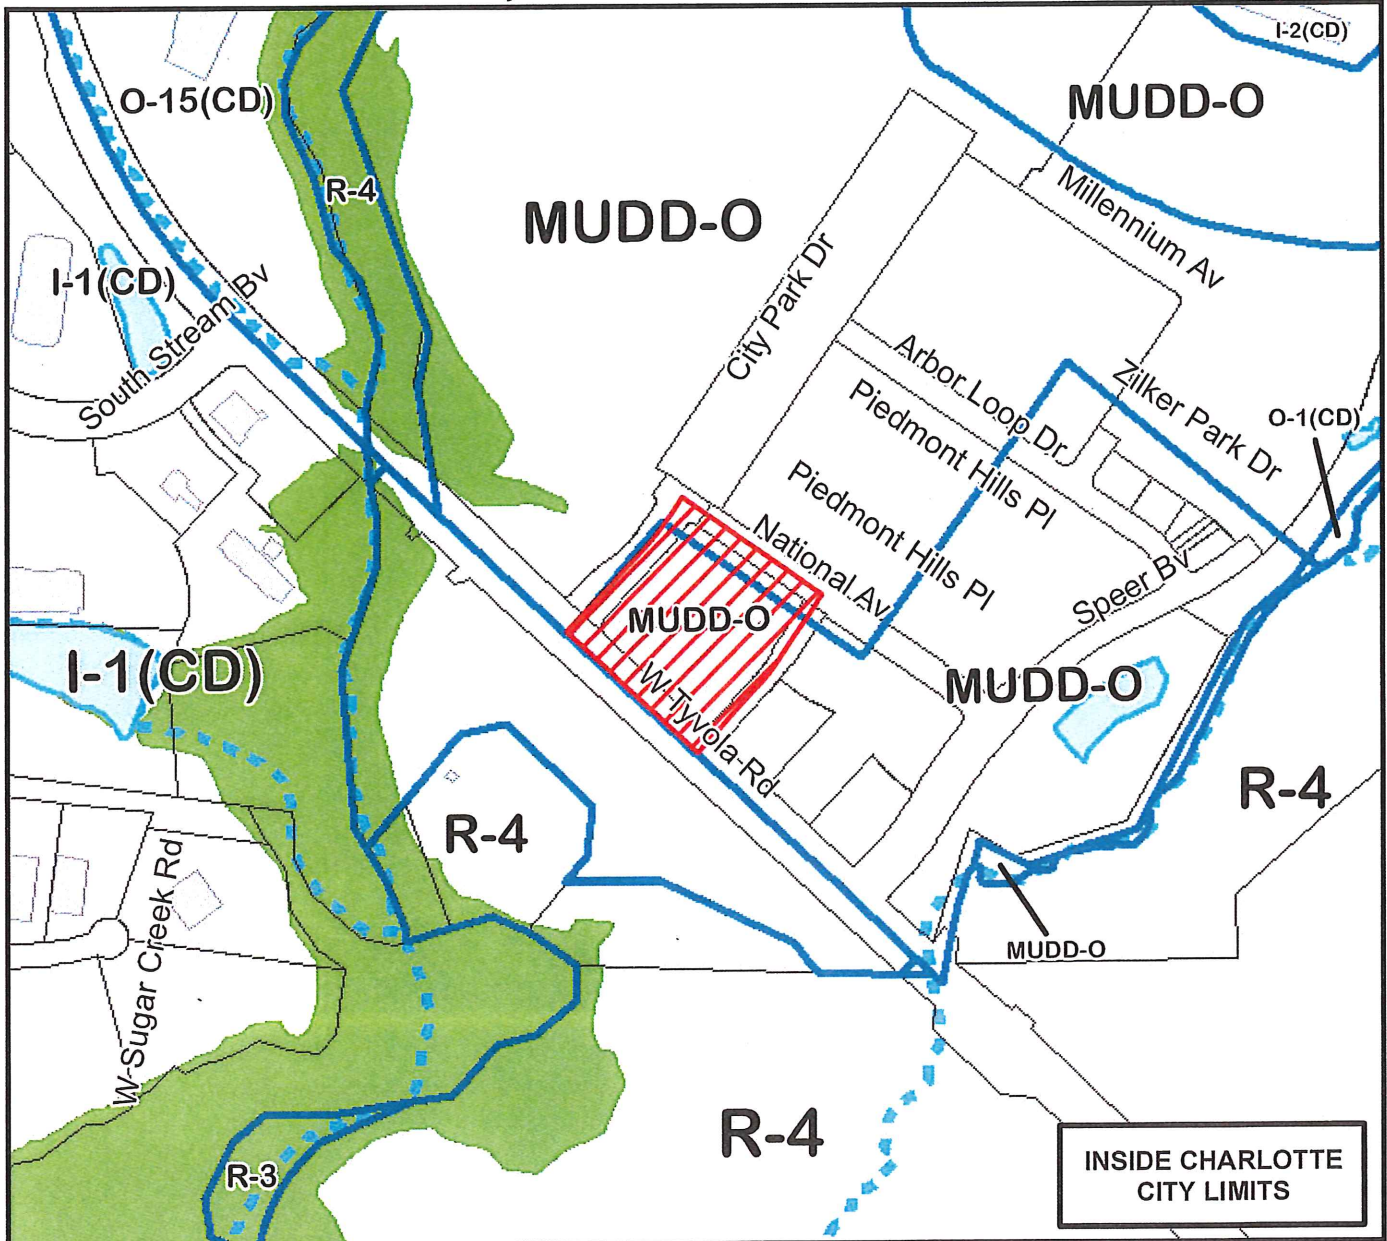 I-2(CD)
O-15(CD)
MUDD-O
R-4
MUDD-O
Millennium Av
I-1(CD)
South Stream Bv
City Park Dr
Arbor Loop Dr
Zilker Park Dr
Piedmont Hills Pl
O-1(CD)
Piedmont Hills Pl
National Av
Speer Bv
MUDD-O
I-1(CD)
W-Tyvola-Rd
MUDD-O
R-4
R-4
W-Sugar Creek Rd
MUDD-O
R-4
R-3
INSIDE CHARLOTTE
CITY LIMITS